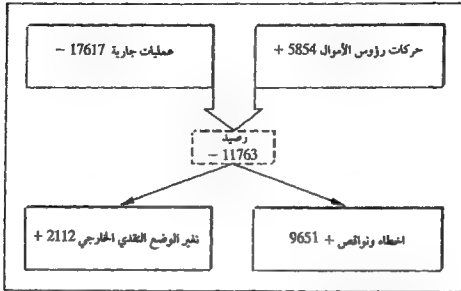 حركات رؤوس الأموال 5854 +
عمليات جارية 17617 −
رصيد
11763 −
اخطاء ونواقص + 9651
تغير الوضع النقدي الخارجي 2112 +